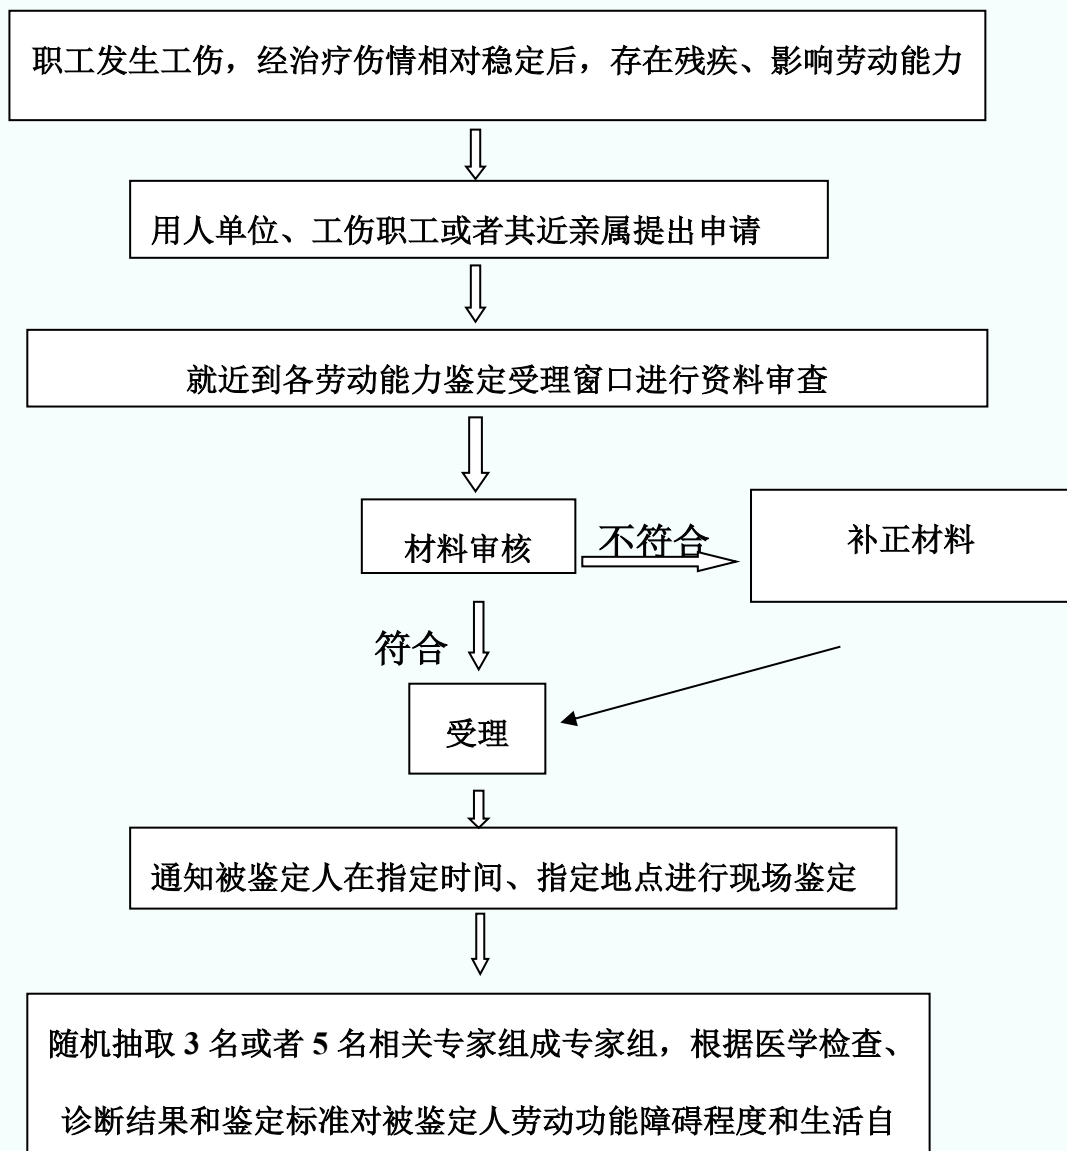 职工发生工伤，经治疗伤情相对稳定后，存在残疾、影响劳动能力
用人单位、工伤职工或者其近亲属提出申请
就近到各劳动能力鉴定受理窗口进行资料审查
材料审核
不符合
补正材料
符合
受理
通知被鉴定人在指定时间、指定地点进行现场鉴定
随机抽取 3 名或者 5 名相关专家组成专家组，根据医学检查、
诊断结果和鉴定标准对被鉴定人劳动功能障碍程度和生活自